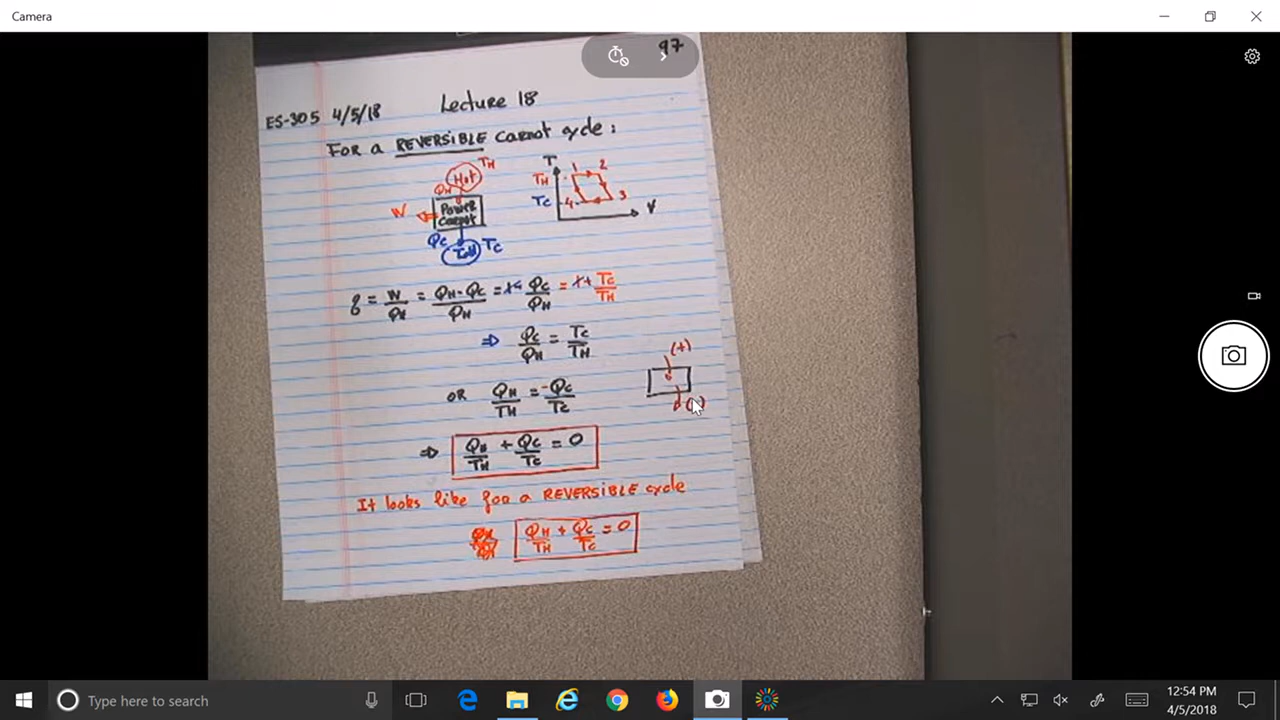 Camera
97
ES-305 4/5/18 Lecture 18
FOR a REVERSIBLE Carnot cycle:
Hot TH
QH
W Power Carnot
QC Cold TC
T
TH 1 2
TC 4 3
V
= W/QH = QH-QC/QH = 1- QC/QH = 1- TC/TH
⇒ QC/QH = TC/TH
(+)
OR QH/TH = -QC/TC
(-)
⇒ QH/TH + QC/TC = 0
It looks like for a REVERSIBLE cycle
QH/TH + QC/TC = 0
Type here to search
12:54 PM
4/5/2018